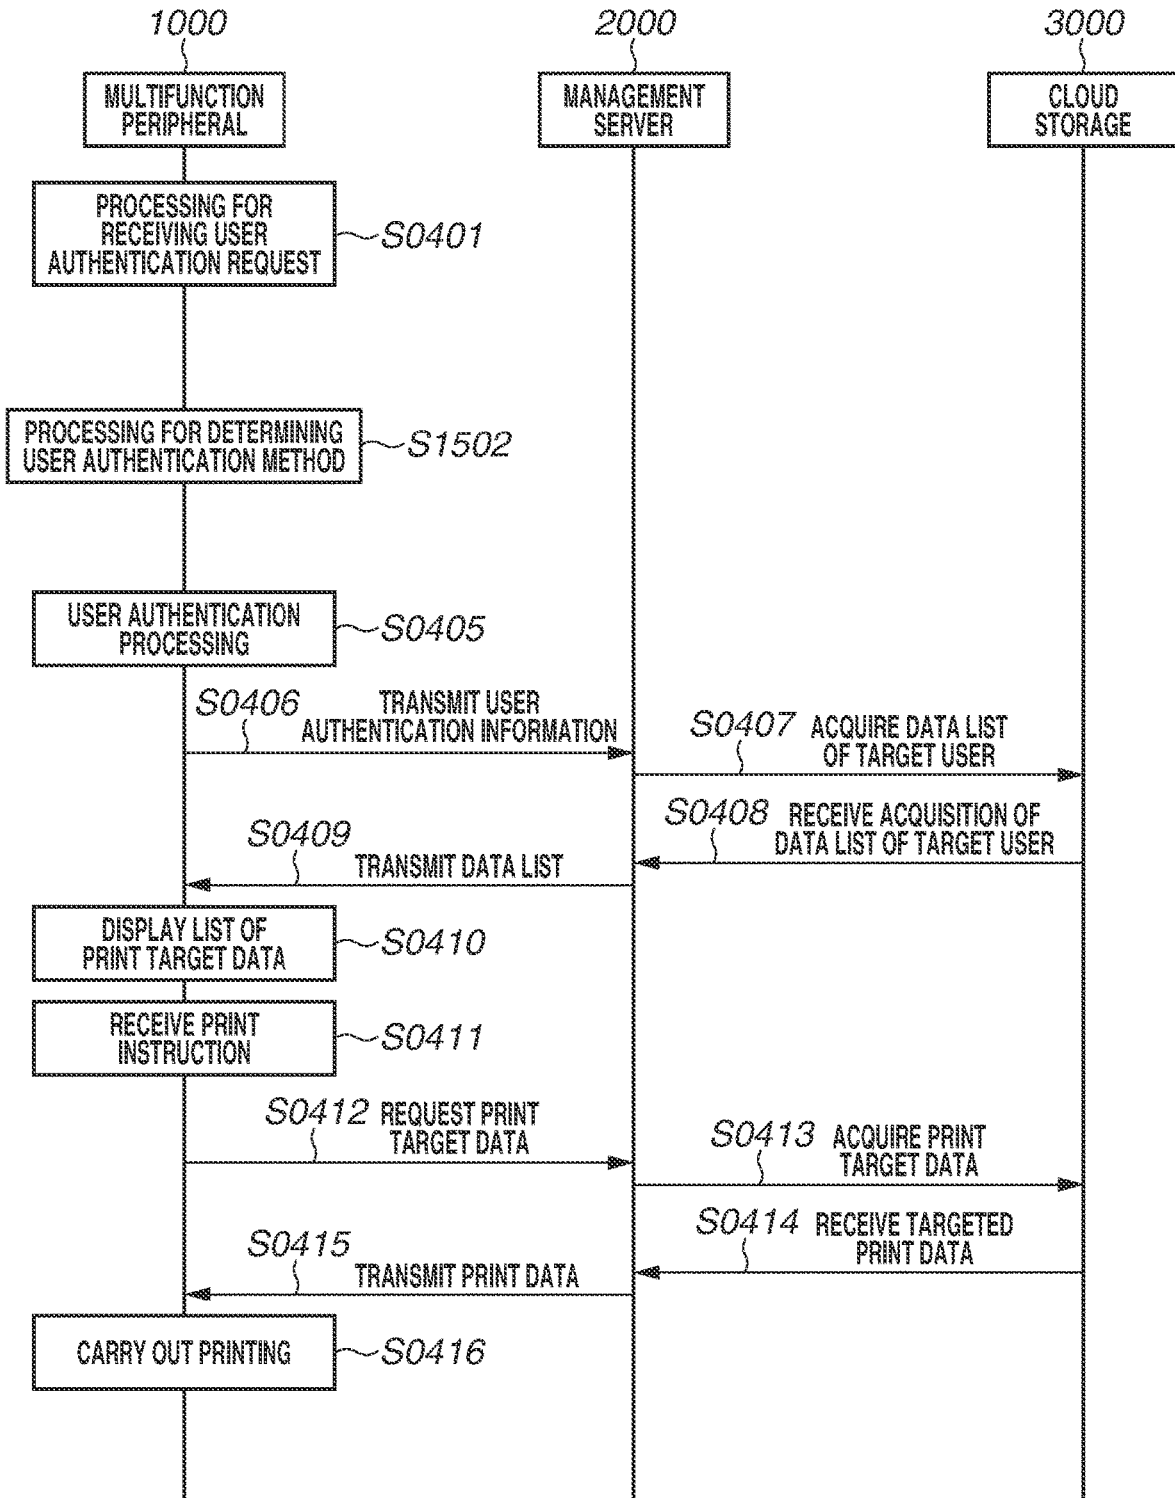 1000
2000
3000
MULTIFUNCTION
PERIPHERAL
MANAGEMENT
SERVER
CLOUD
STORAGE
PROCESSING FOR
RECEIVING USER
AUTHENTICATION REQUEST
S0401
PROCESSING FOR DETERMINING
USER AUTHENTICATION METHOD
S1502
USER AUTHENTICATION
PROCESSING
S0405
S0406
TRANSMIT USER
AUTHENTICATION INFORMATION
S0407
ACQUIRE DATA LIST
OF TARGET USER
S0408
RECEIVE ACQUISITION OF
DATA LIST OF TARGET USER
S0409
TRANSMIT DATA LIST
DISPLAY LIST OF
PRINT TARGET DATA
S0410
RECEIVE PRINT
INSTRUCTION
S0411
S0412
REQUEST PRINT
TARGET DATA
S0413
ACQUIRE PRINT
TARGET DATA
S0414
RECEIVE TARGETED
PRINT DATA
S0415
TRANSMIT PRINT DATA
CARRY OUT PRINTING
S0416